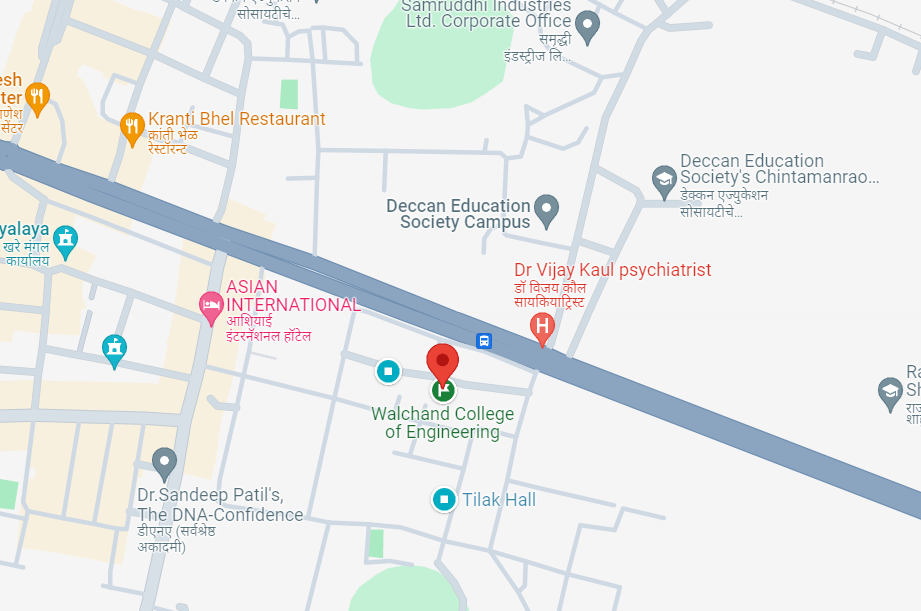 सोसायटीचे...
Samruddhi Industries
Ltd. Corporate Office
समृद्धी
इंडस्ट्रीज लि...
esh
ter
गणेश
सेंटर
Kranti Bhel Restaurant
क्रांती भेळ
रेस्टॉरन्ट
Deccan Education
Society's Chintamanrao...
डेक्कन एज्युकेशन
सोसायटीचे...
Deccan Education
Society Campus
yalaya
खरे मंगल
कार्यालय
Dr Vijay Kaul psychiatrist
डॉ विजय कौल
सायकियाट्रिस्ट
H
ASIAN
INTERNATIONAL
आशियाई
इंटरनॅशनल हॉटेल
Walchand College
of Engineering
Tilak Hall
Dr.Sandeep Patil's,
The DNA-Confidence
डीएनए (सर्वश्रेष्ठ
अकादमी)